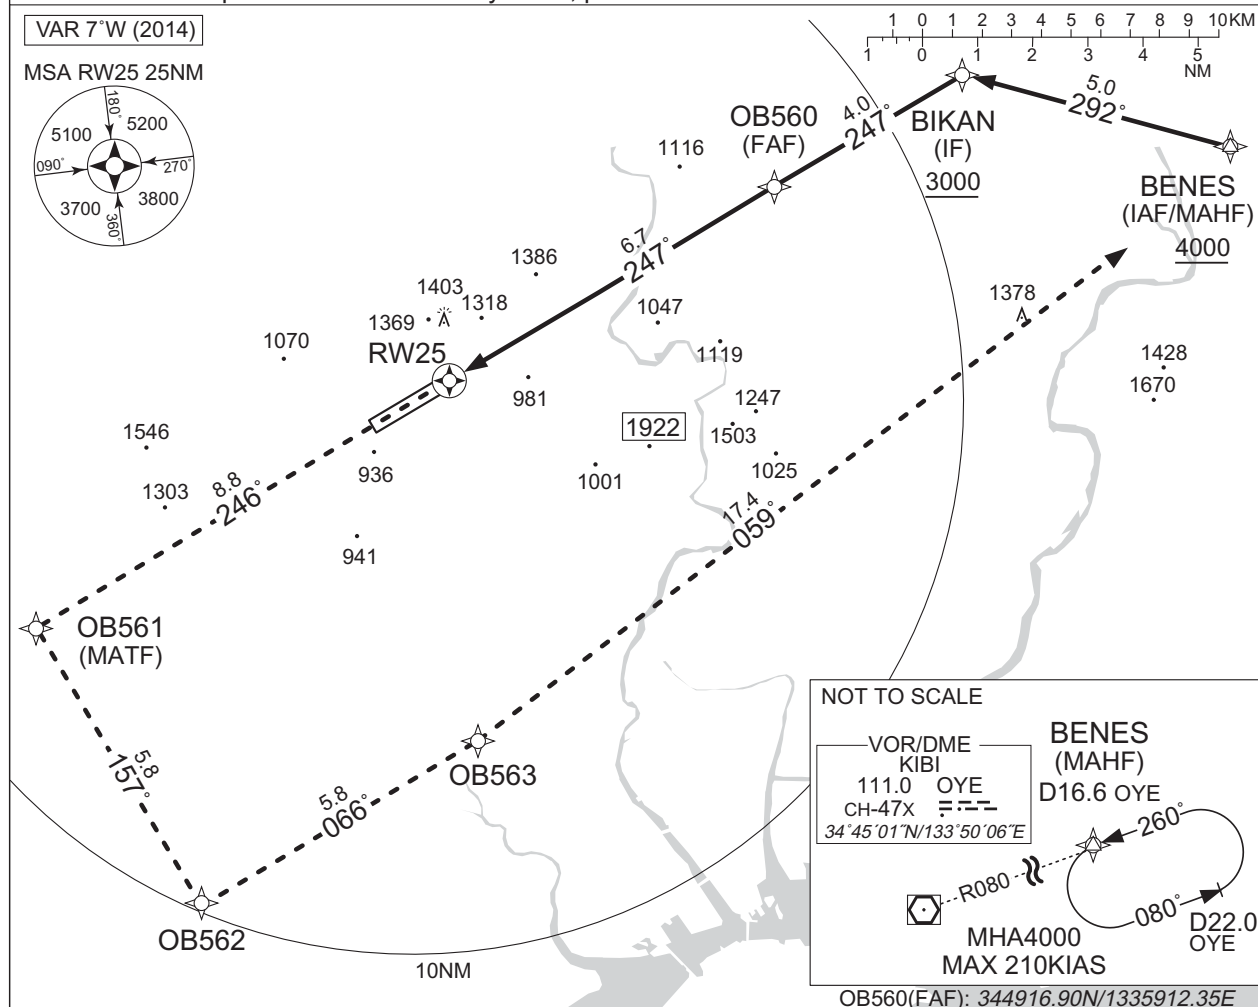 VAR 7˚W (2014)
MSA RW25 25NM
180˚
5100
5200
090˚
270˚
3700
3800
360˚
1 0 1 2 3 4 5 6 7 8 9 10KM
1 0 1 2 3 4 5
NM
5.0
292˚
4.0
247˚
BIKAN
(IF)
3000
OB560
(FAF)
BENES
(IAF/MAHF)
4000
1116
6.7
247˚
1386
1403
1318
1369
1070
RW25
1047
1119
1378
1428
1670
981
1247
1922
1503
1025
1001
936
1546
1303
941
8.8
246˚
17.4
059˚
OB561
(MATF)
5.8
157˚
OB563
5.8
066˚
OB562
10NM
NOT TO SCALE
VOR/DME
KIBI
111.0 OYE
CH-47X
34˚45´01˝N/133˚50´06˝E
BENES
(MAHF)
D16.6 OYE
260˚
R080
080˚
D22.0
OYE
MHA4000
MAX 210KIAS
OB560(FAF): 344916.90N/1335912.35E